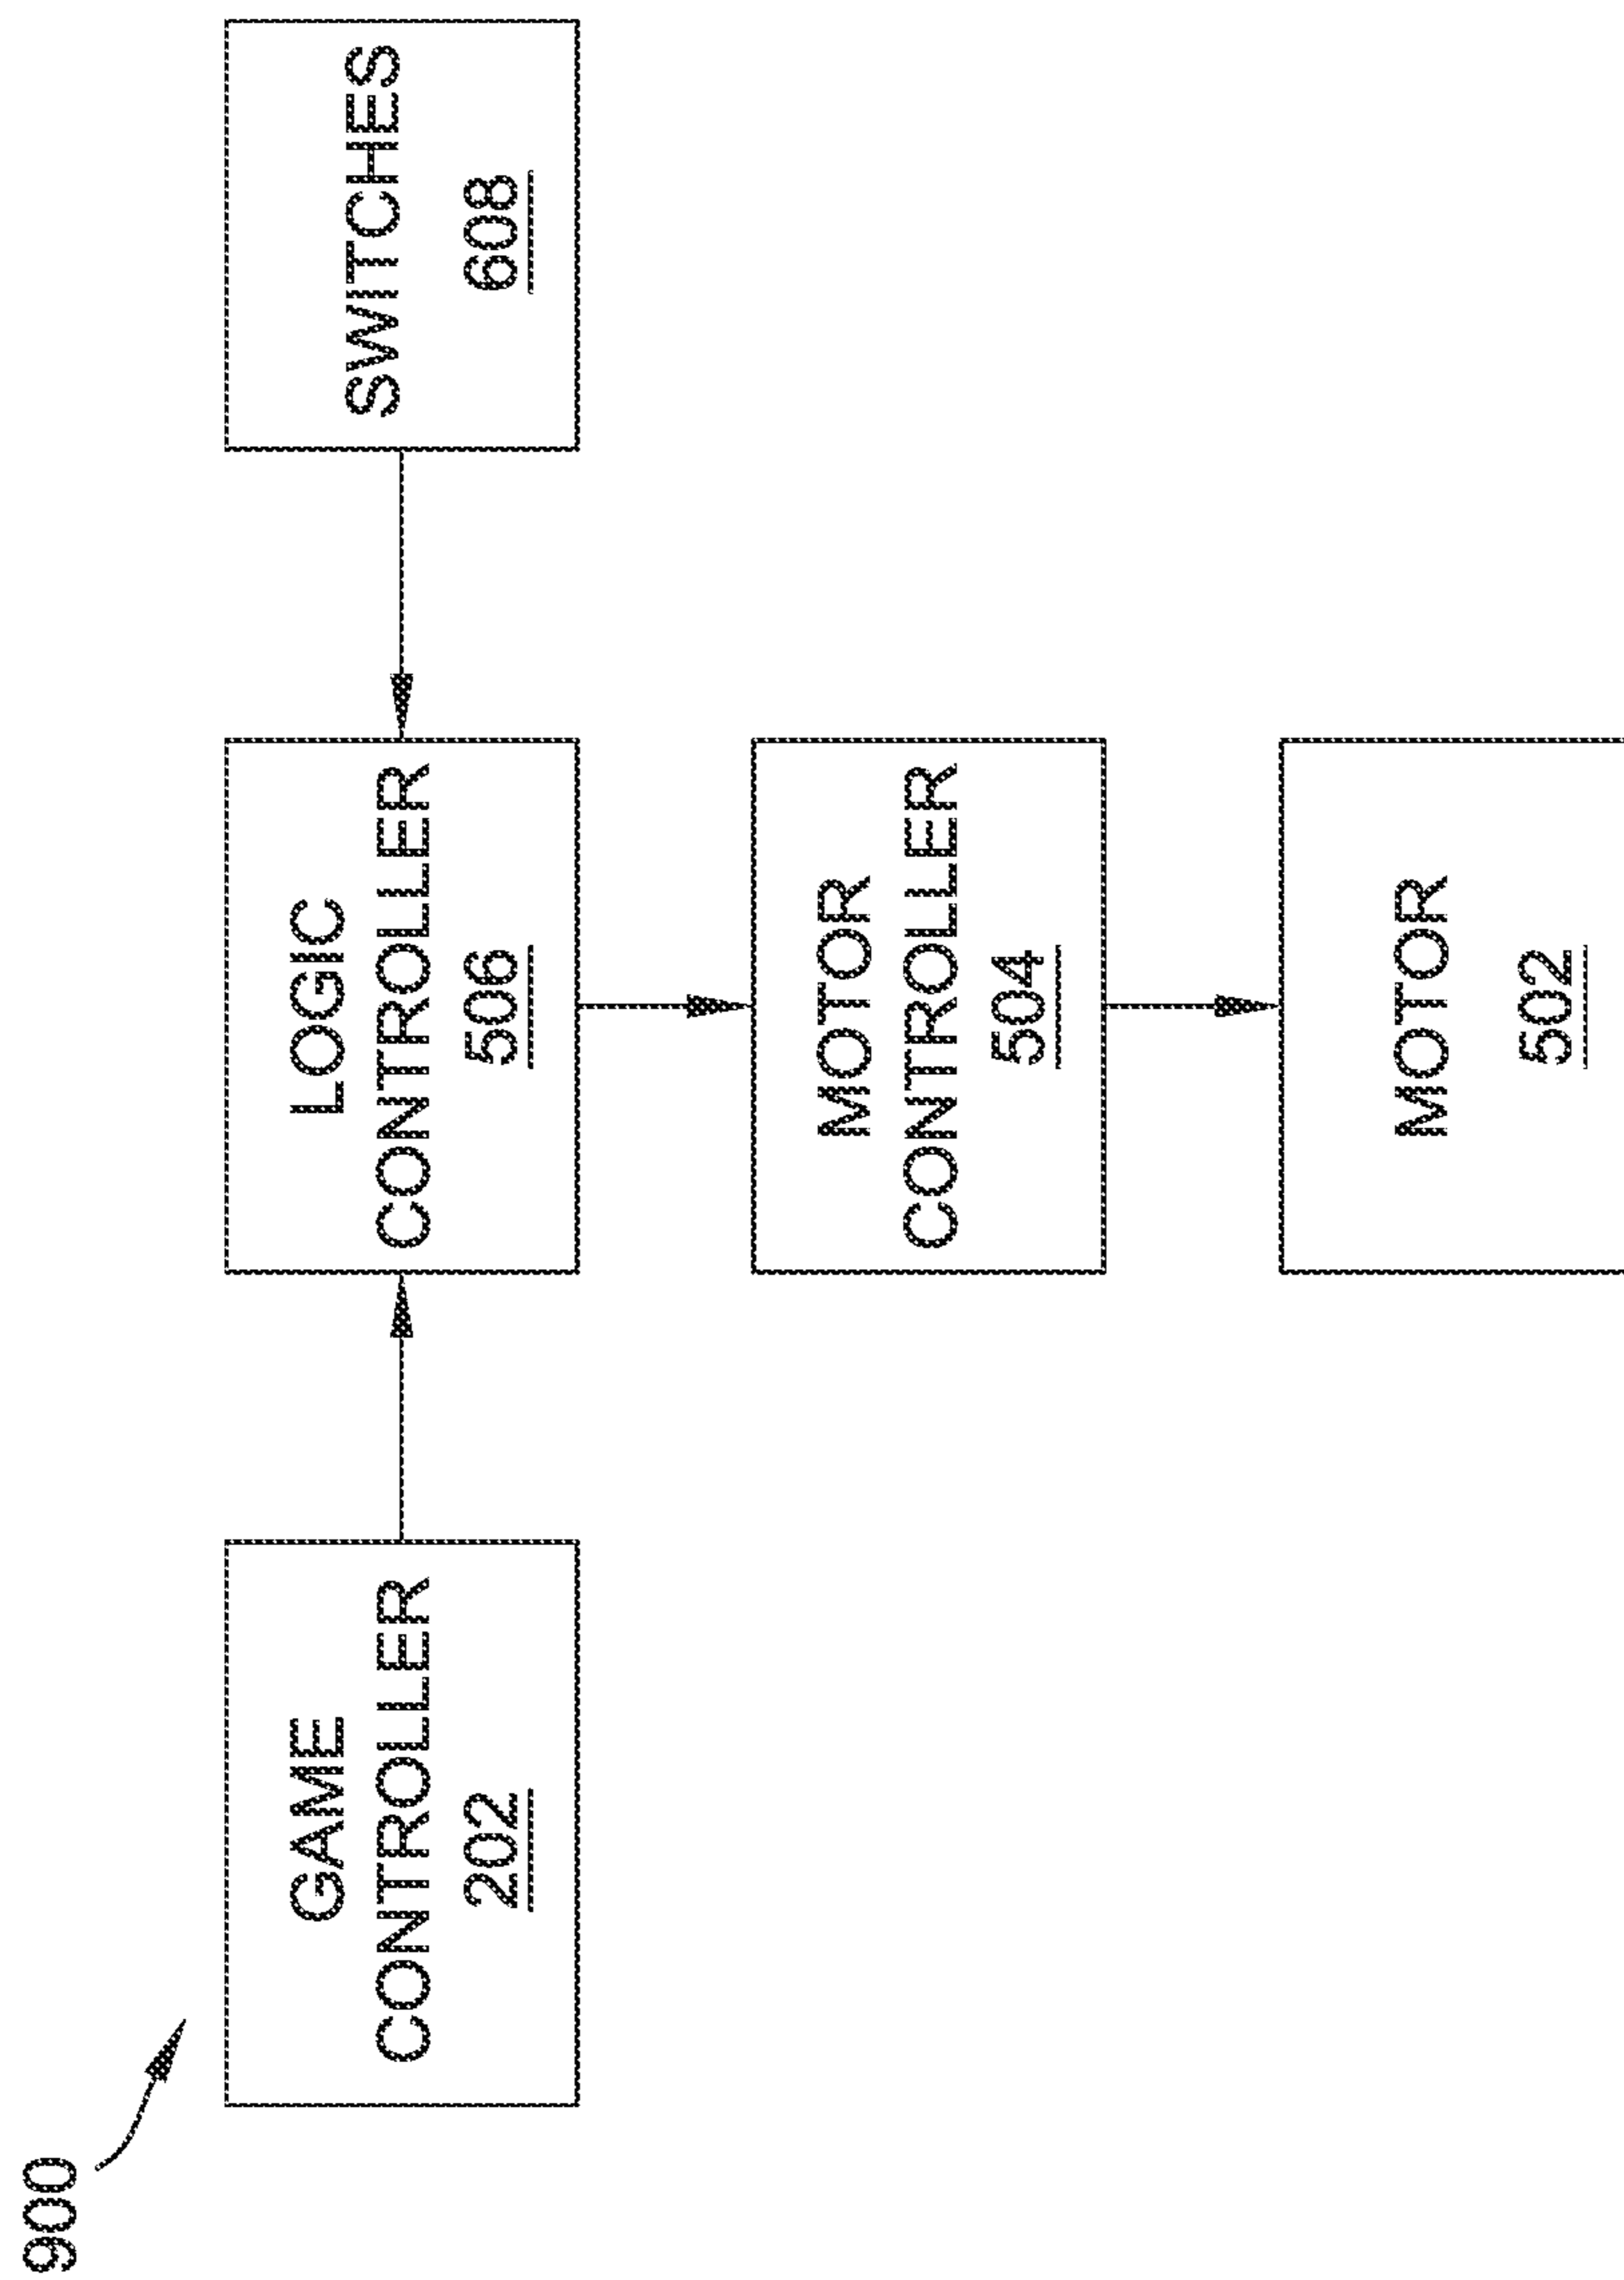 900
GAME
CONTROLLER
202
LOGIC
CONTROLLER
506
SWITCHES
608
MOTOR
CONTROLLER
504
MOTOR
502